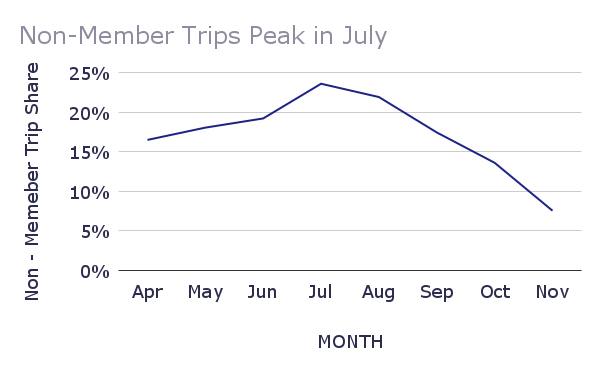 Non-Member Trips Peak in July
Non - Memeber Trip Share
25%
20%
15%
10%
5%
0%
Apr May Jun Jul Aug Sep Oct Nov
MONTH